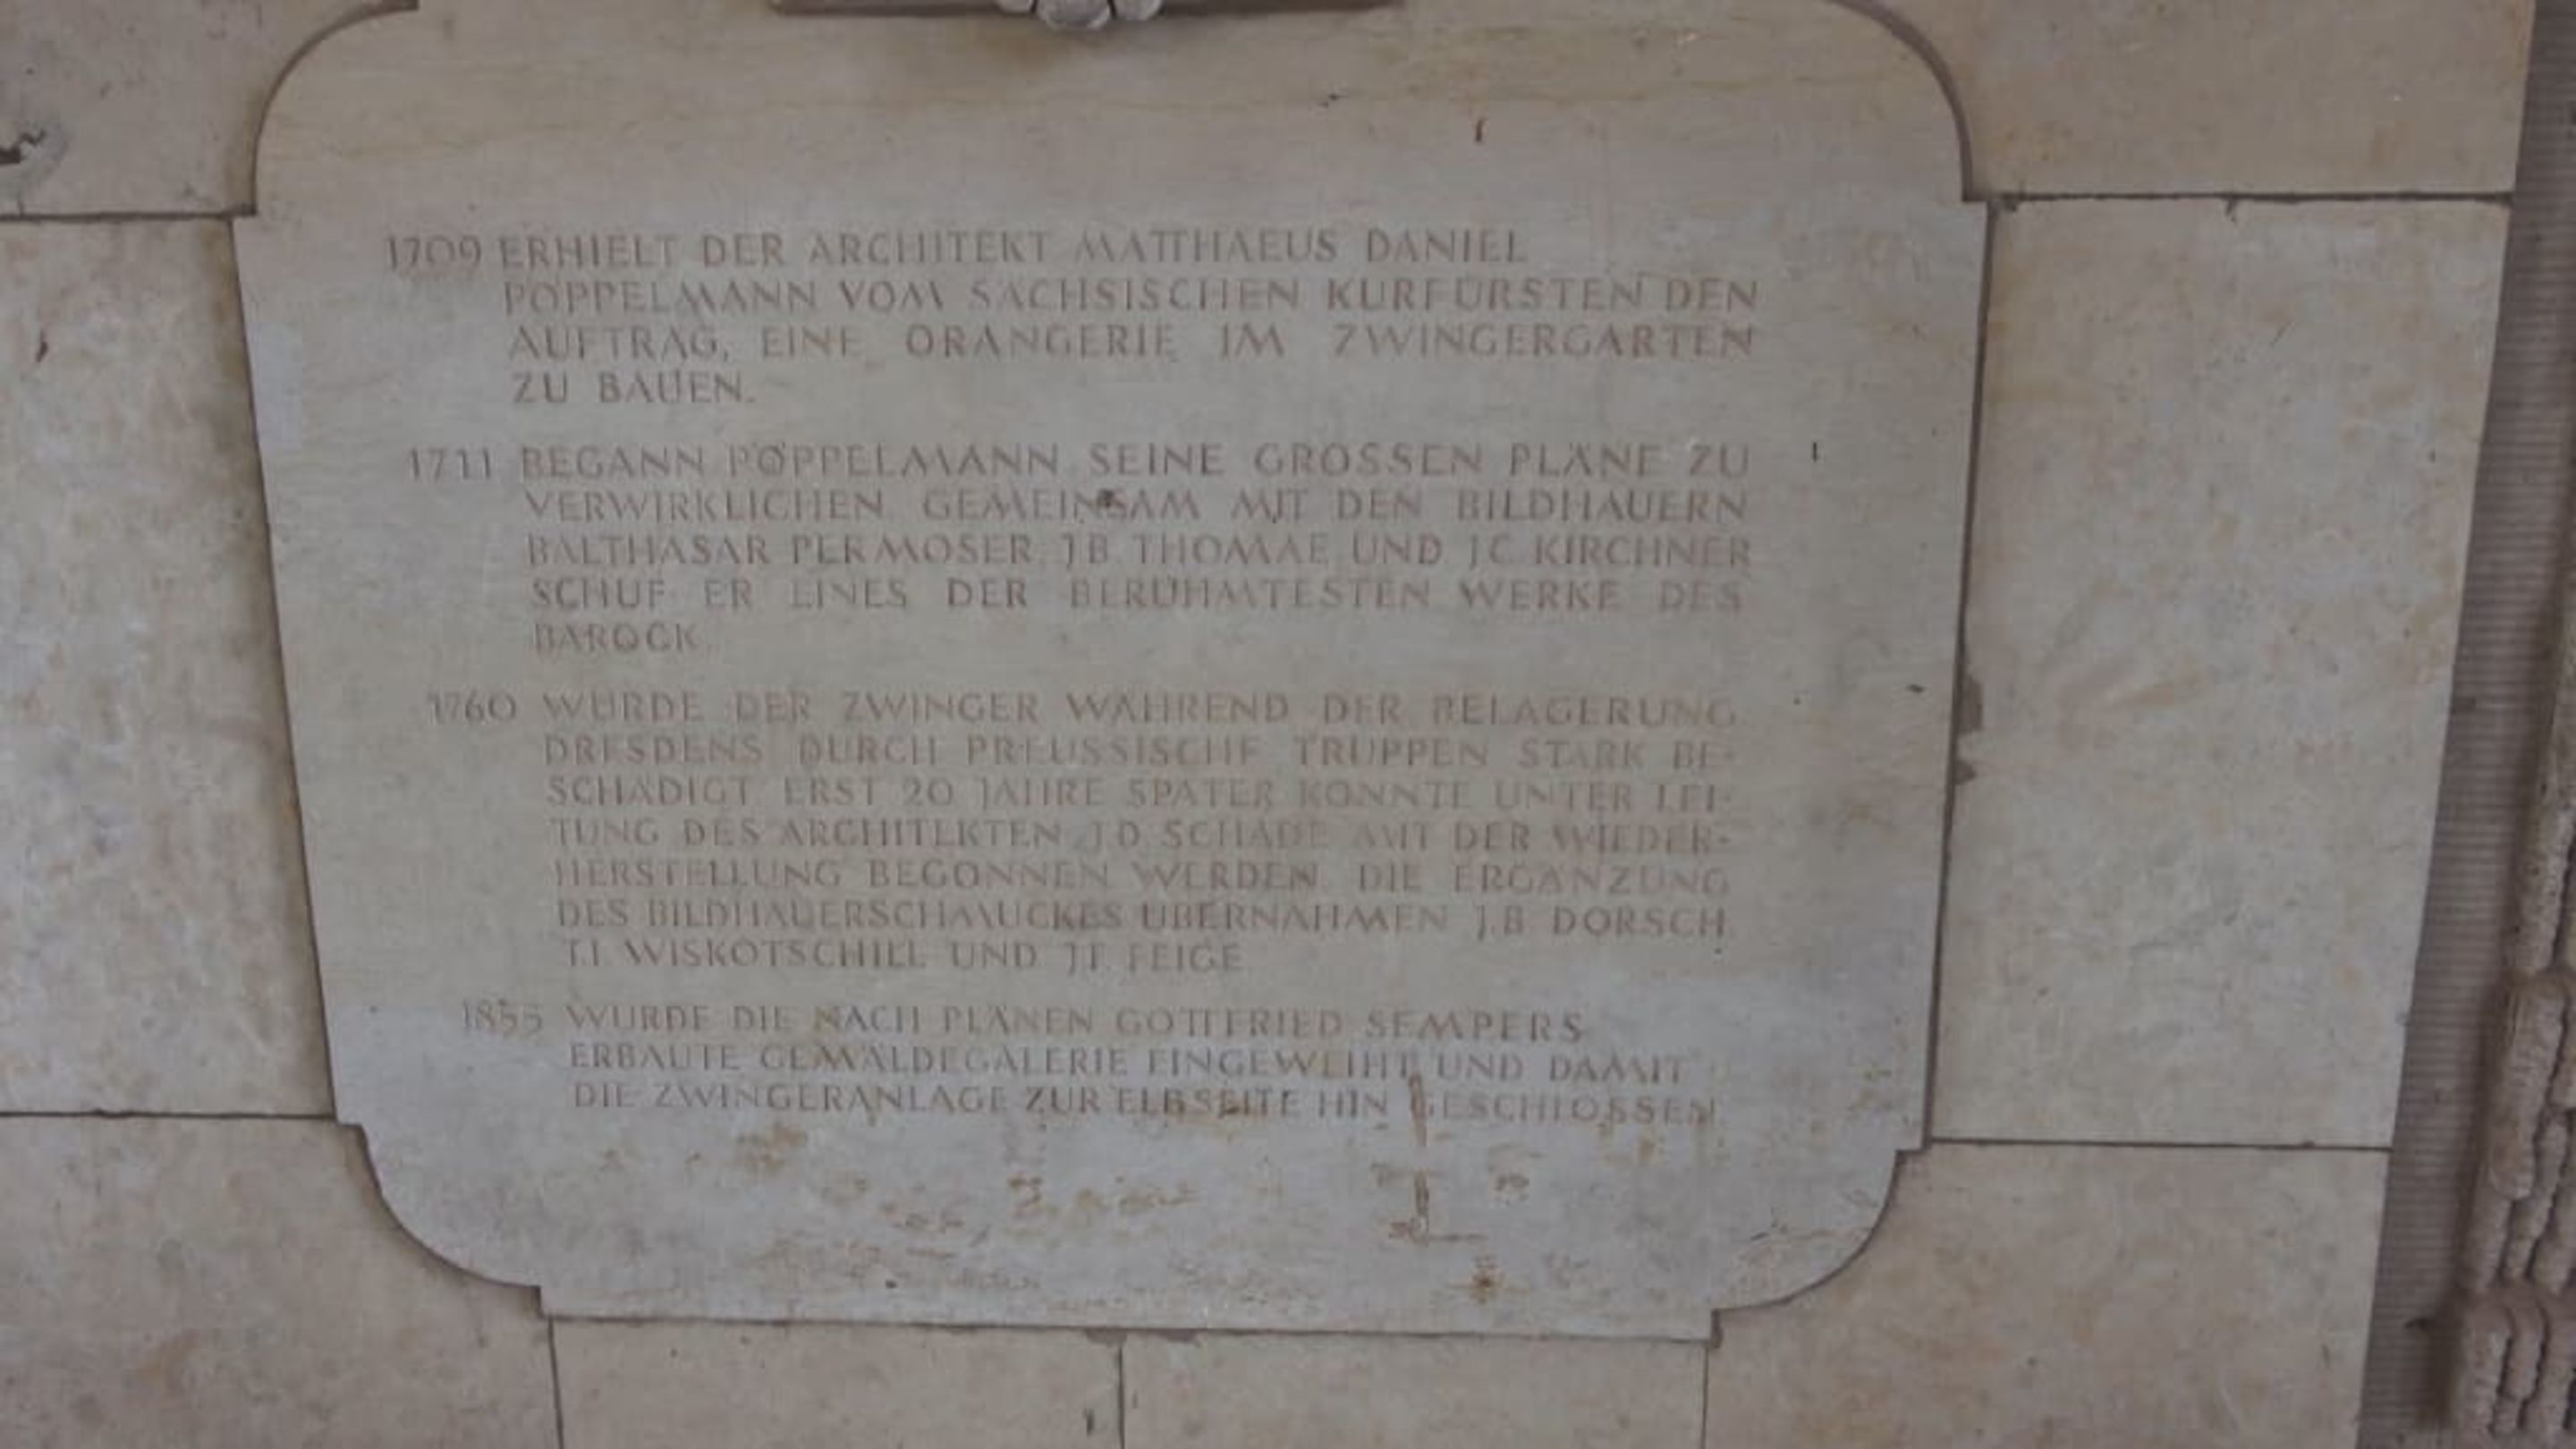 1709 ERHIELT DER ARCHITEKT MATTHAEUS DANIEL
PÖPPELMANN VOM SÄCHSISCHEN KURFÜRSTEN DEN
AUFTRAG, EINE ORANGERIE IM ZWINGERGARTEN
ZU BAUEN.
1711 BEGANN PÖPPELMANN SEINE GROSSEN PLÄNE ZU
VERWIRKLICHEN. GEMEINSAM MIT DEN BILDHAUERN
BALTHASAR PERMOSER, J B THOMAE UND J C KIRCHNER
SCHUF ER EINES DER BERÜHMTESTEN WERKE DES
BAROCK.
1760 WURDE DER ZWINGER WÄHREND DER BELAGERUNG
DRESDENS DURCH PREUSSISCHE TRUPPEN STARK BE-
SCHÄDIGT. ERST 20 JAHRE SPÄTER KONNTE UNTER LEI-
TUNG DES ARCHITEKTEN J D SCHADE MIT DER WIEDER-
HERSTELLUNG BEGONNEN WERDEN. DIE ERGÄNZUNG
DES BILDHAUERSCHMUCKES ÜBERNAHMEN J.B. DORSCH,
WISKOTSCHILL UND J F. FEIGE
1855 WURDE DIE NACH PLÄNEN GOTTFRIED SEMPERS
ERBAUTE GEMÄLDEGALERIE EINGEWEIHT UND DAMIT
DIE ZWINGERANLAGE ZUR ELBSEITE HIN GESCHLOSSEN